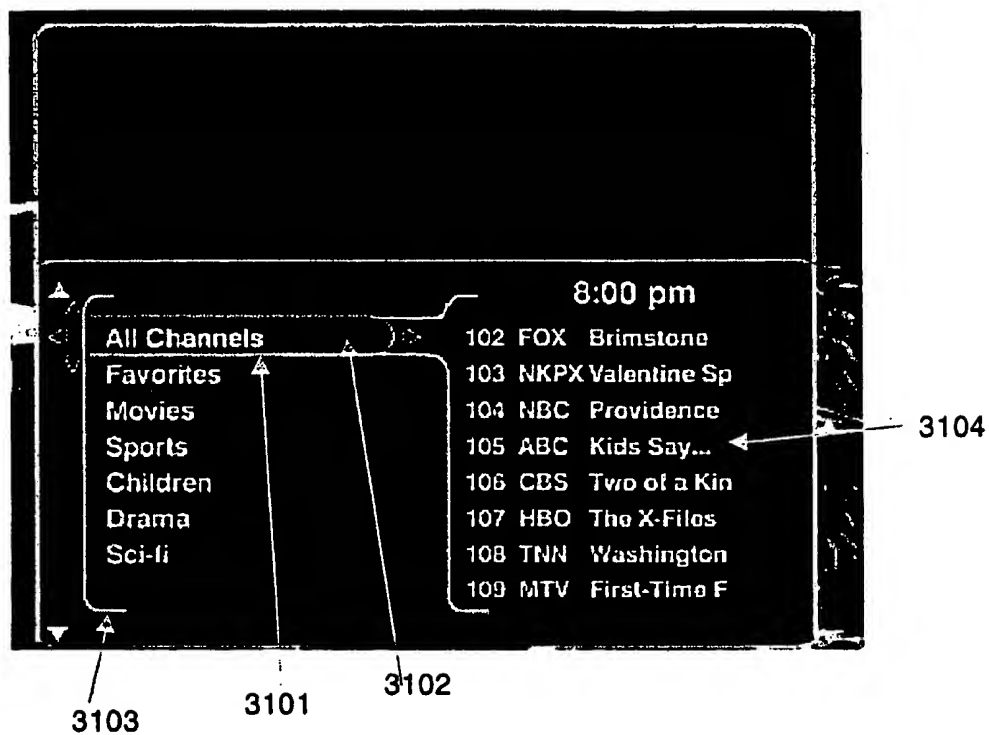 8:00 pm
All Channels
Favorites
Movies
Sports
Children
Drama
Sci-fi
102 FOX Brimstone
103 NKPX Valentine Sp
104 NBC Providence
105 ABC Kids Say...
106 CBS Two of a Kin
107 HBO The X-Files
108 TNN Washington
109 MTV First-Time F
3104
3103
3101
3102